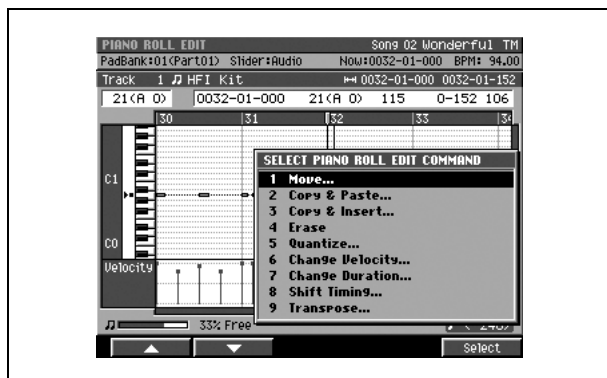 PIANO ROLL EDIT Song 02 Wonderful TM
PadBank:01(Part01) Slider:Audio Now:0032-01-000 BPM: 94.00
Track 1 HFI Kit 0032-01-000 0032-01-152
21(A 0) 0032-01-000 21(A 0) 115 0-152 106
30 31 32 33 34
SELECT PIANO ROLL EDIT COMMAND
1 Move...
2 Copy & Paste...
3 Copy & Insert...
4 Erase
5 Quantize...
6 Change Velocity...
7 Change Duration...
8 Shift Timing...
9 Transpose...
C1
C0
Velocity
33% Free
Select